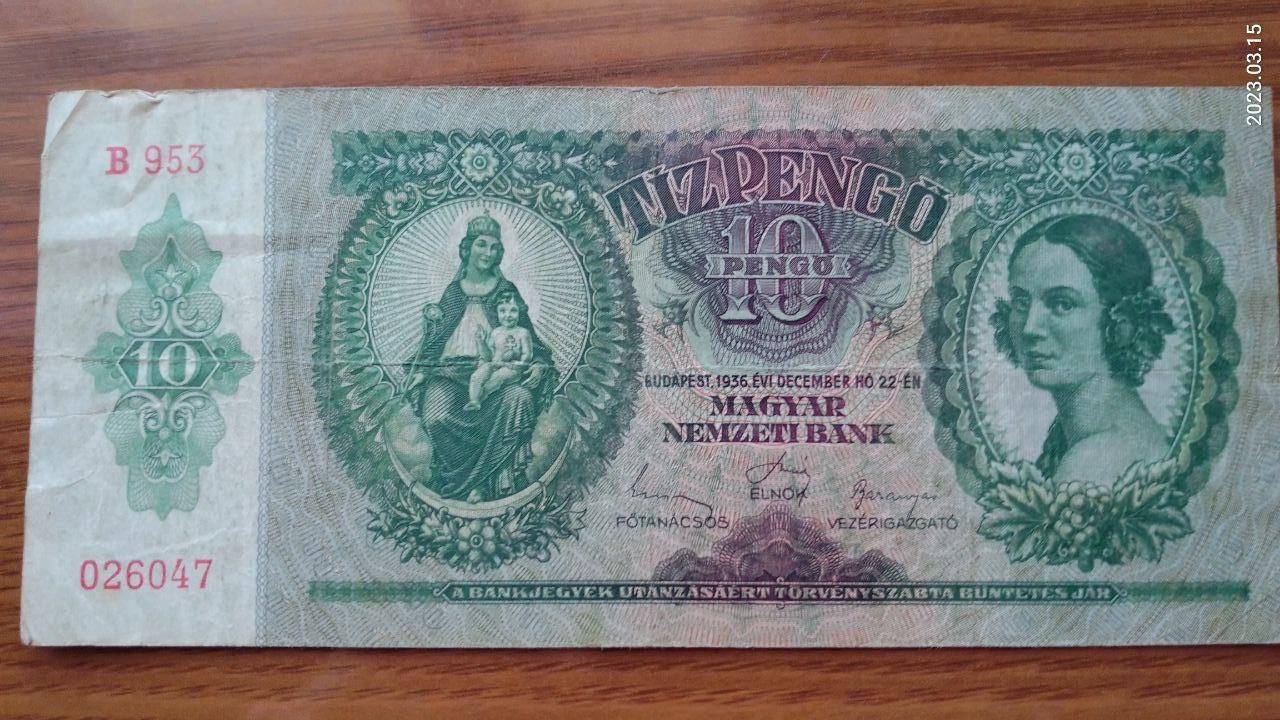 2023.03.15
B 953
TÍZPENGŐ
10
PENGŐ
10
BUDAPEST, 1936. ÉVI DECEMBER HÓ 22-ÉN
MAGYAR
NEMZETI BANK
ELNÖK
Baranyai
FŐTANÁCSOS VEZÉRIGAZGATÓ
026047
A BANKJEGYEK UTÁNZÁSÁÉRT TÖRVÉNYSZABTA BÜNTETÉS JÁR